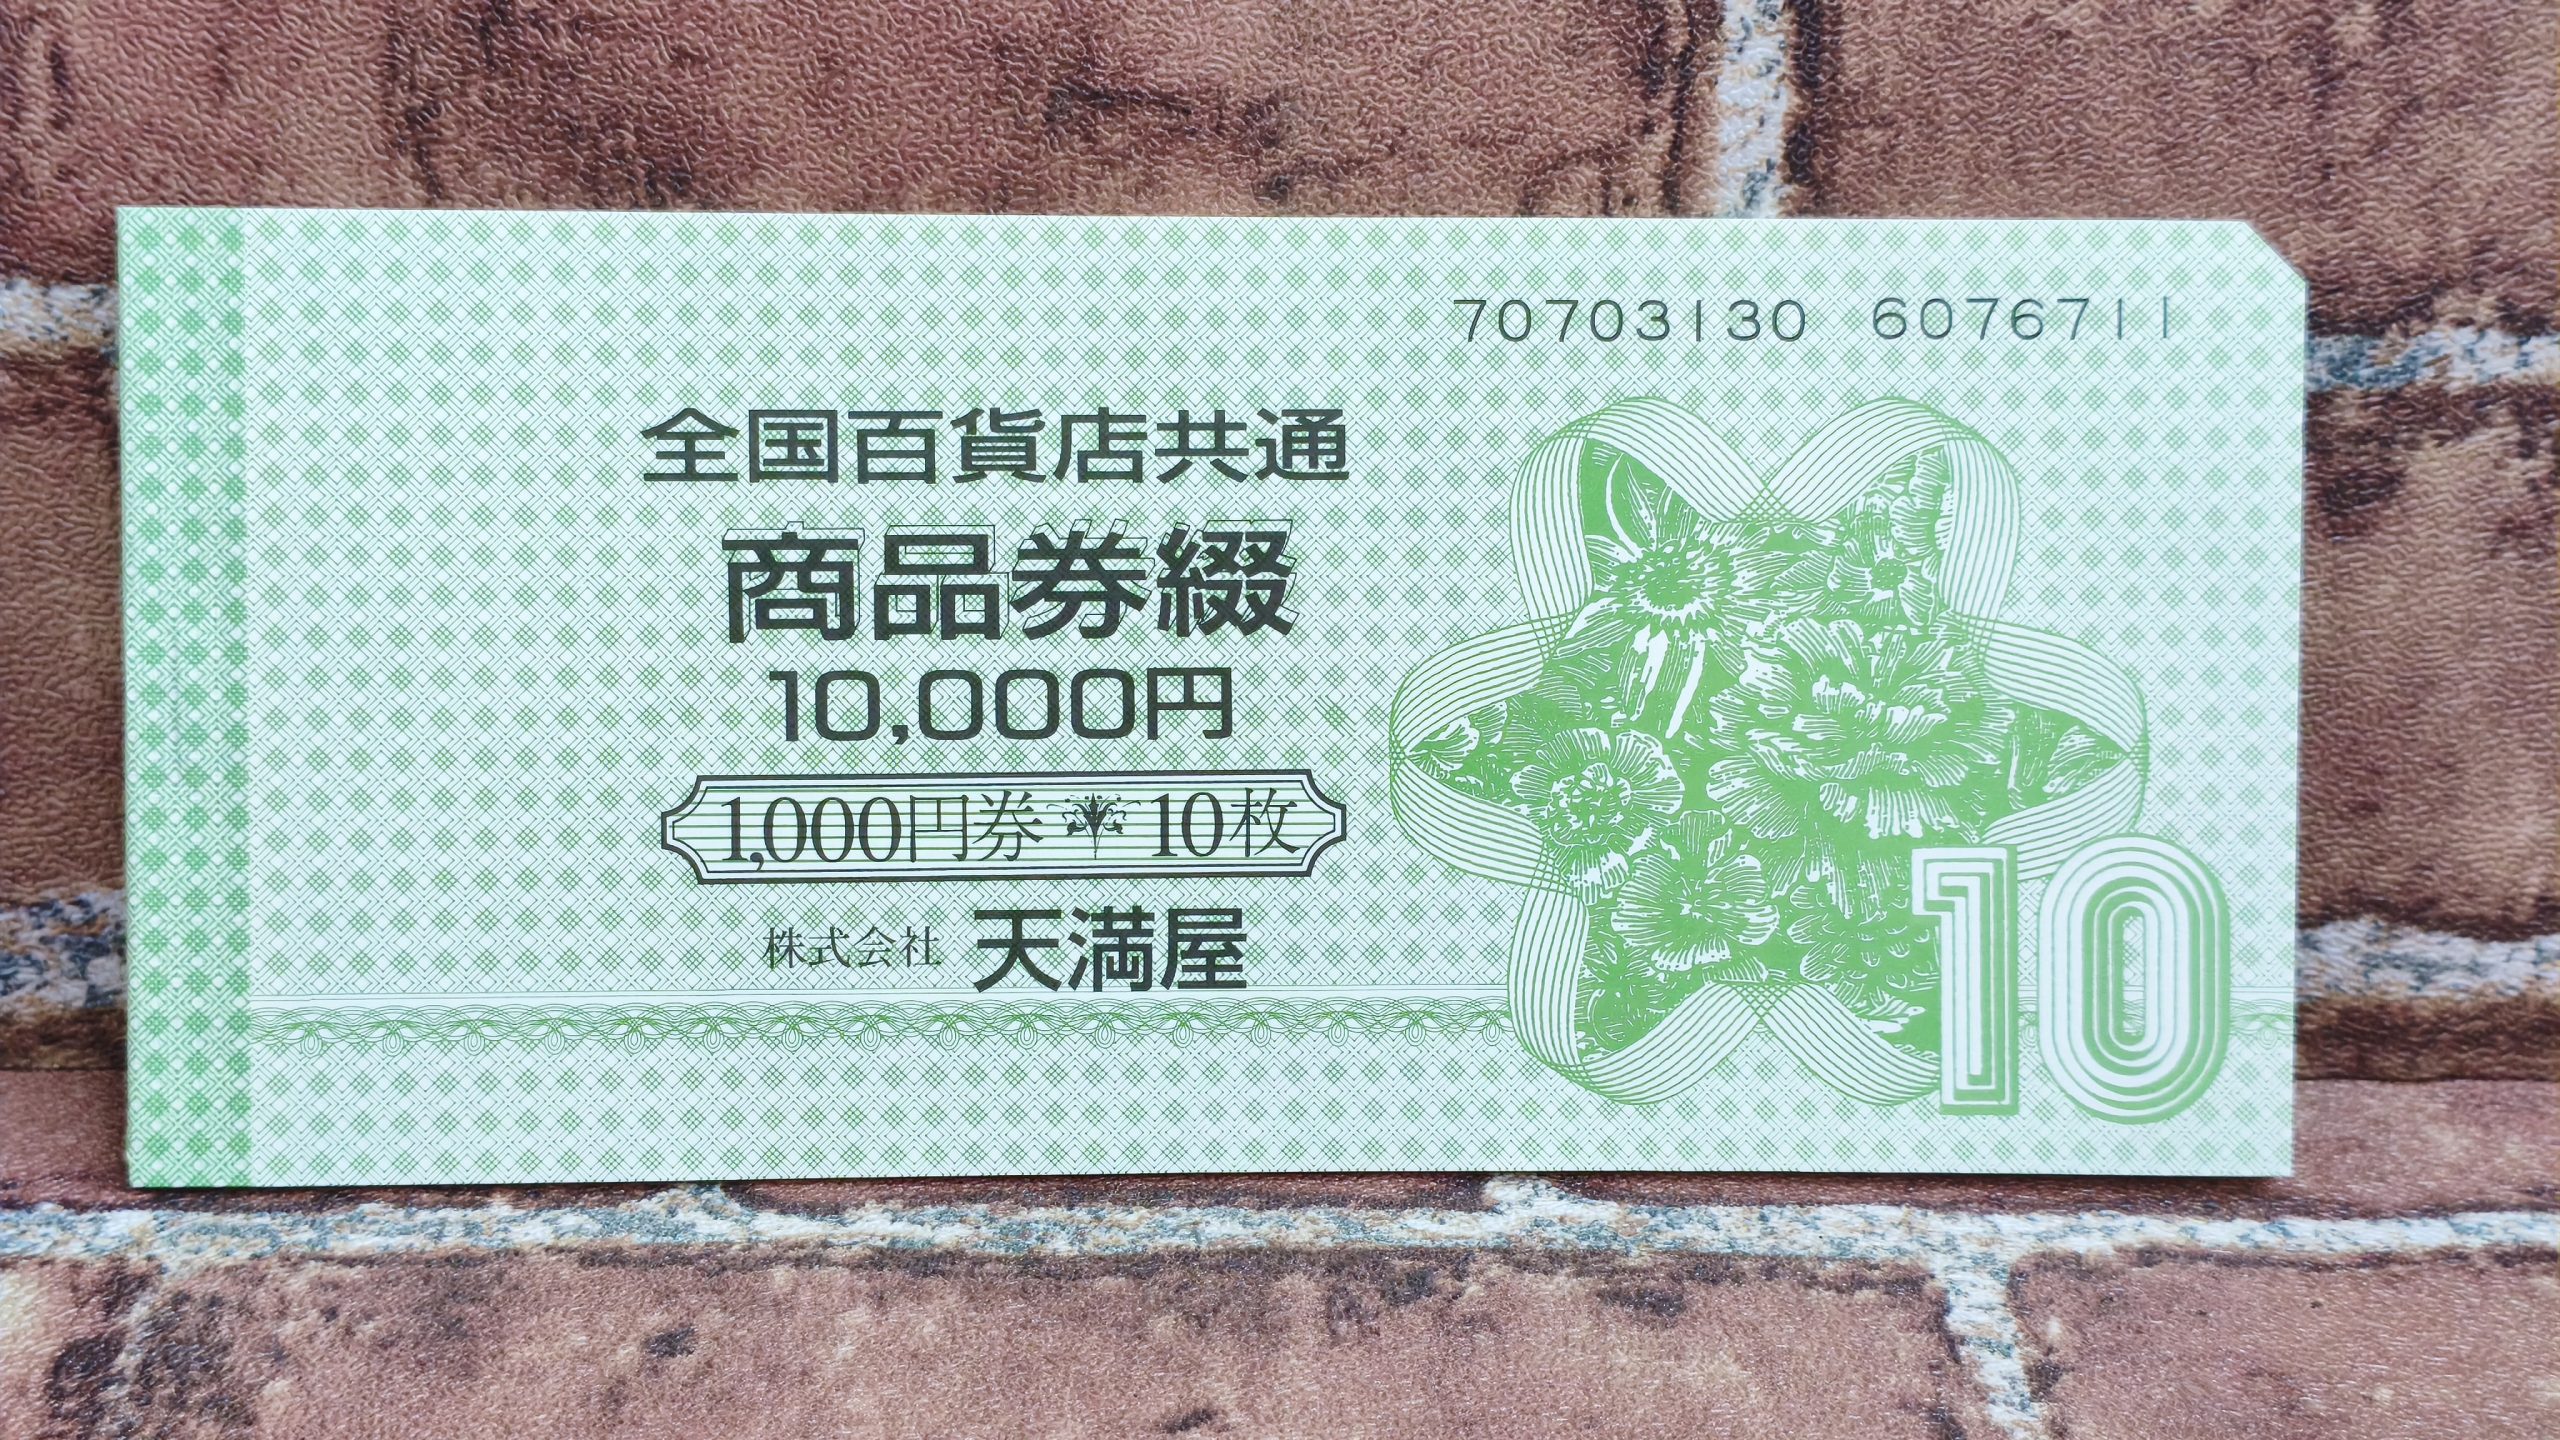 70703130 6076711
全国百貨店共通
商品券綴
10,000円
1,000円券 10枚
株式会社 天満屋
10